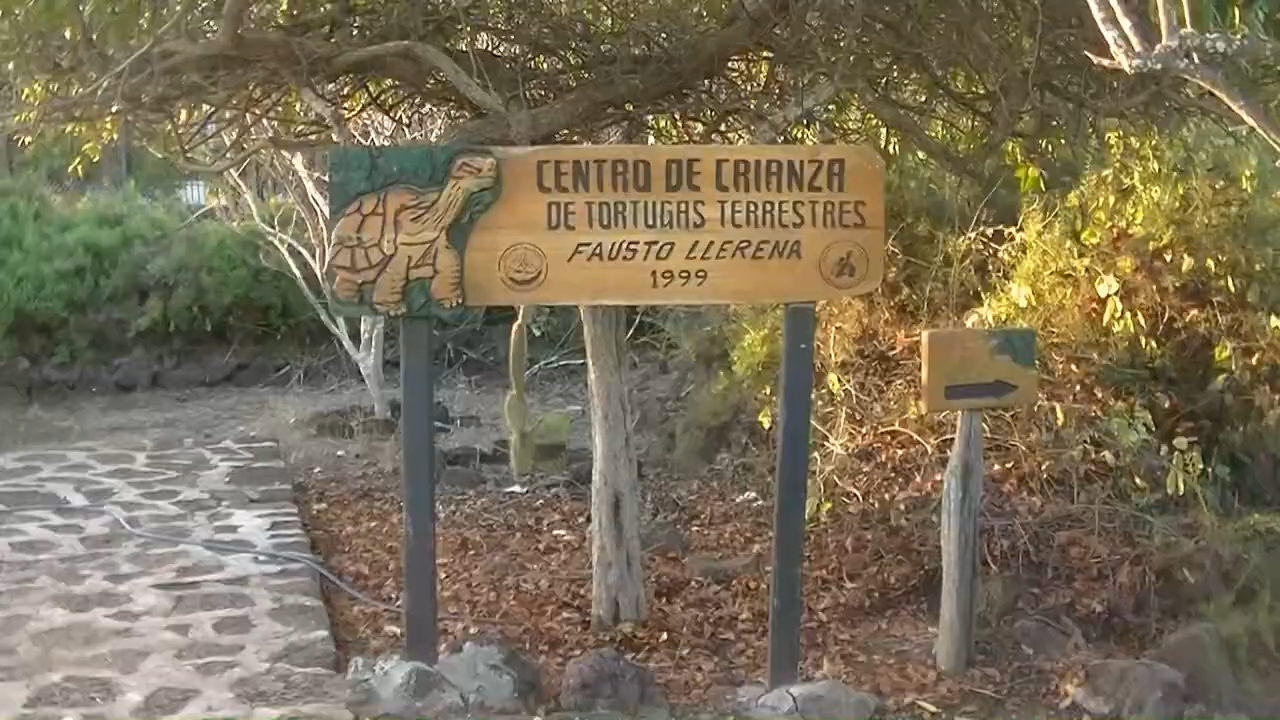 CENTRO DE CRIANZA
DE TORTUGAS TERRESTRES
FAUSTO LLERENA
1999